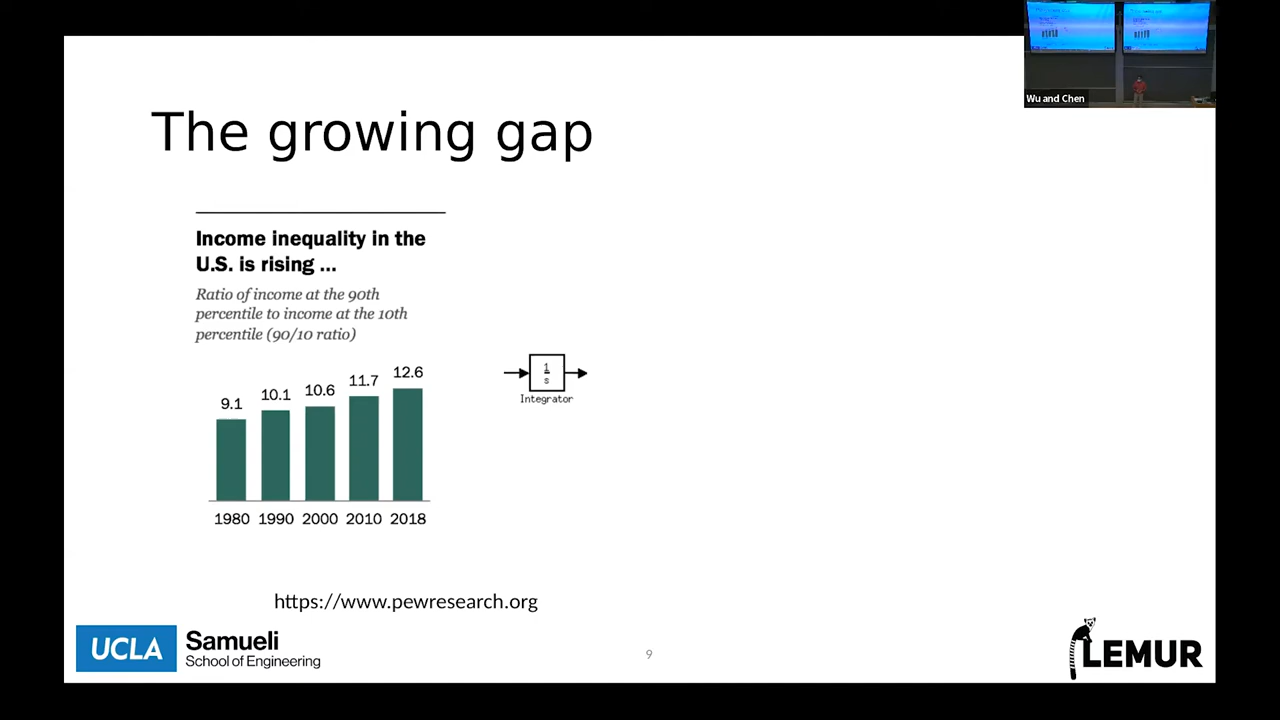 Wu and Chen
The growing gap
Income inequality in the
U.S. is rising ...
Ratio of income at the 90th
percentile to income at the 10th
percentile (90/10 ratio)
9.1 10.1 10.6 11.7 12.6
1980 1990 2000 2010 2018
1
s
Integrator
https://www.pewresearch.org
UCLA Samueli
School of Engineering
9
LEMUR